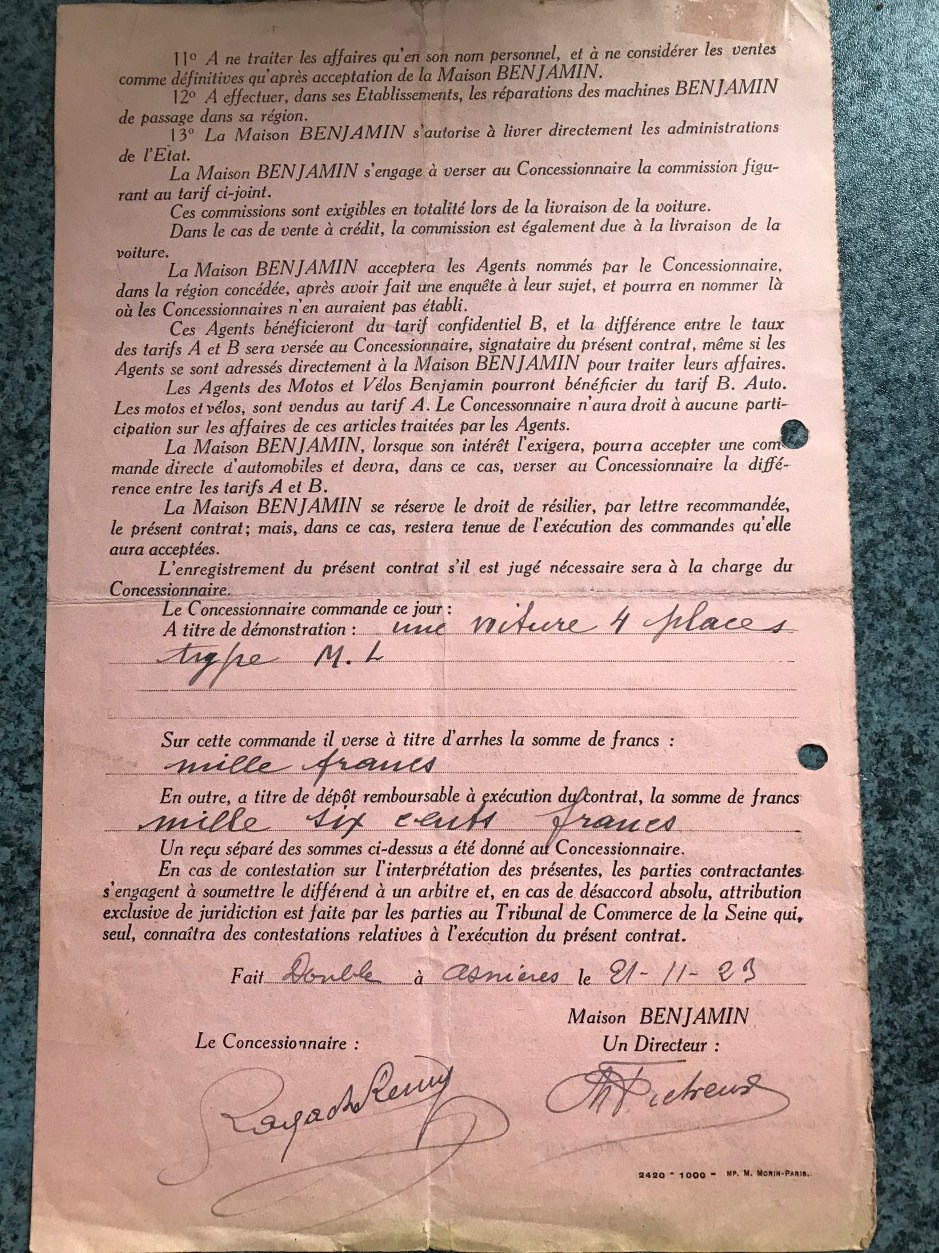 11º A ne traiter les affaires qu'en son nom personnel, et à ne considérer les ventes
comme définitives qu'après acceptation de la Maison BENJAMIN.
12º A effectuer, dans ses Etablissements, les réparations des machines BENJAMIN
de passage dans sa région.
13º La Maison BENJAMIN s'autorise à livrer directement les administrations
de l'Etat.
La Maison BENJAMIN s'engage à verser au Concessionnaire la commission figu-
rant au tarif ci-joint.
Ces commissions sont exigibles en totalité lors de la livraison de la voiture.
Dans le cas de vente à crédit, la commission est également due à la livraison de la
voiture.
La Maison BENJAMIN acceptera les Agents nommés par le Concessionnaire,
dans la région concédée, après avoir fait une enquête à leur sujet, et pourra en nommer là
où les Concessionnaires n'en auraient pas établi.
Ces Agents bénéficieront du tarif confidentiel B, et la différence entre le taux
des tarifs A et B sera versée au Concessionnaire, signataire du présent contrat, même si les
Agents se sont adressés directement à la Maison BENJAMIN pour traiter leurs affaires.
Les Agents des Motos et Vélos Benjamin pourront bénéficier du tarif B. Auto.
Les motos et vélos, sont vendus au tarif A. Le Concessonnaire n'aura droit à aucune parti-
cipation sur les affaires de ces articles traitées par les Agents.
La Maison BENJAMIN, lorsque son intérêt l'exigera, pourra accepter une com
mande directe d'automobiles et devra, dans ce cas, verser au Concessionnaire la diffé-
rence entre les tarifs A et B.
La Maison BENJAMIN se réserve le droit de résilier, par lettre recommandée,
le présent contrat; mais, dans ce cas, restera tenue de l'exécution des commandes qu'elle
aura acceptées.
L'enregistrement du présent contrat s'il est jugé nécessaire sera à la charge du
Concessionnaire.
Le Concessionnaire commande ce jour :
A titre de démonstration : une voiture 4 places
type M. L
Sur cette commande il verse à titre d'arrhes la somme de francs :
mille francs
En outre, a titre de dépôt remboursable à exécution du contrat, la somme de francs
mille six cents francs
Un reçu séparé des sommes ci-dessus a été donné au Concessionnaire.
En cas de contestation sur l'interprétation des présentes, les parties contractantes
s'engagent à soumettre le différend à un arbitre et, en cas de désaccord absolu, attribution
exclusive de juridiction est faite par les parties au Tribunal de Commerce de la Seine qui,
seul, connaîtra des contestations relatives à l'exécution du présent contrat.
Fait Double à asnières le 21-11-23
Maison BENJAMIN
Le Concessionnaire :
Un Directeur :
2420 - 1000 - MP. M. MORIN-PARIS.